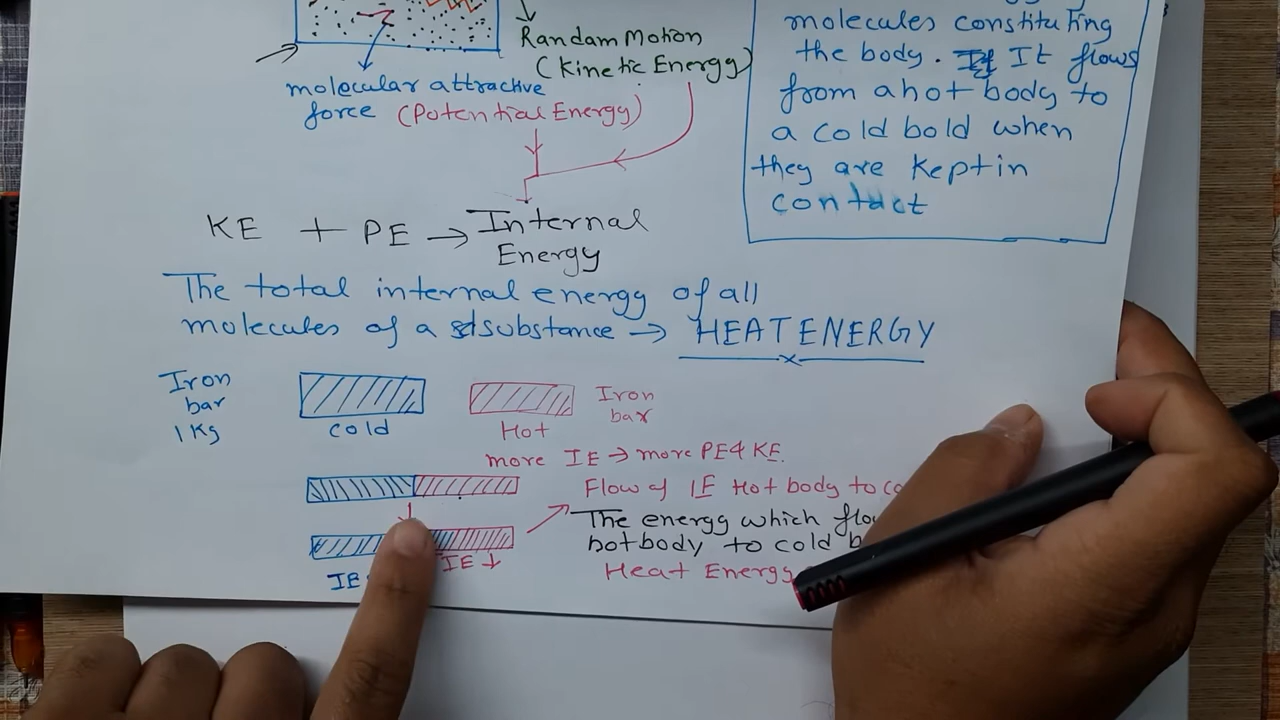 Randam Motion
(Kinetic Energy)
molecular attractive
force (Potential Energy)
molecules constituting
the body. It flows
from a hot body to
a cold bold when
they are kept in
contact
KE + PE → Internal
Energy
The total internal energy of all
molecules of a substance → HEAT ENERGY
Iron
bar
1 Kg
Cold
Hot
Iron
bar
more IE → more PE & KE.
Flow of IE Hot body to
The energy which
hot body to cold
Heat Energy
IE
IE ↓